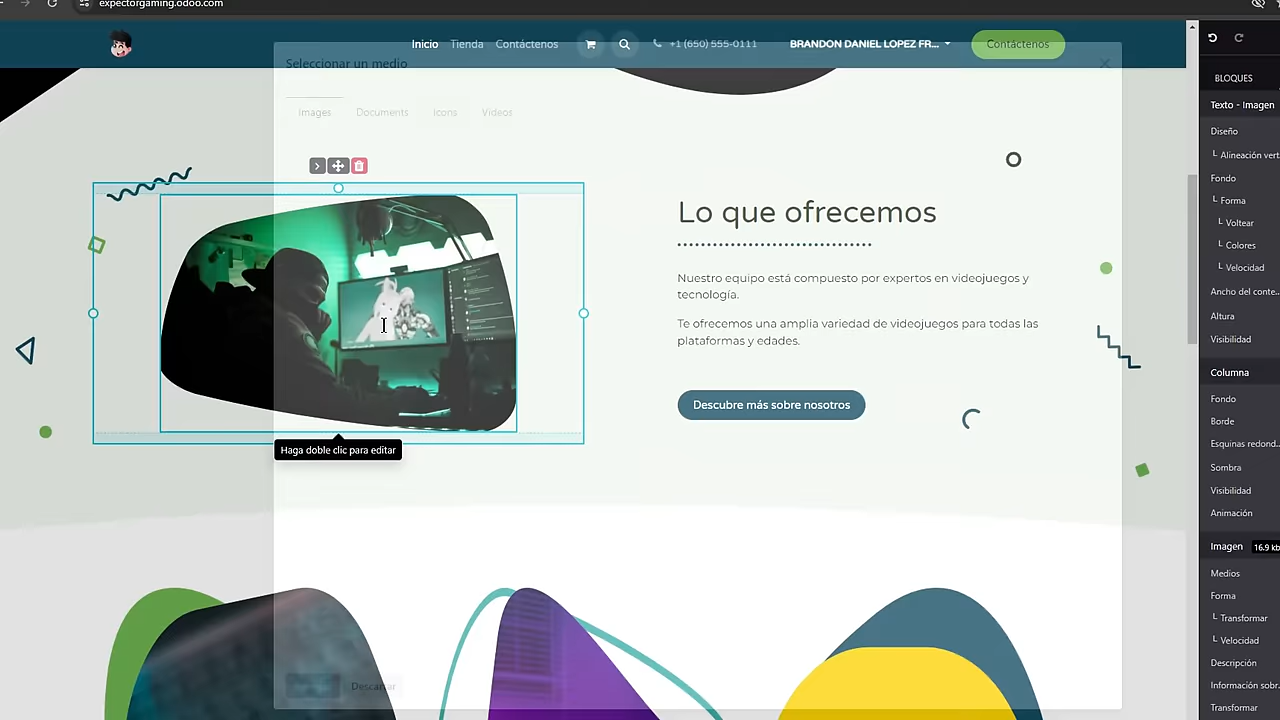 expectorgaming.odoo.com
Inicio
Tienda
Contáctenos
+1 (650) 555-0111
BRANDON DANIEL LOPEZ FR...
Contáctenos
Seleccionar un medio
Images
Documents
Icons
Videos
Lo que ofrecemos
Nuestro equipo está compuesto por expertos en videojuegos y
tecnología.
Te ofrecemos una amplia variedad de videojuegos para todas las
plataformas y edades.
Descubre más sobre nosotros
Haga doble clic para editar
Descartar
BLOQUES
Texto - Imagen
Diseño
└ Alineación vert
Fondo
└ Forma
└ Voltear
└ Colores
└ Velocidad
Ancho del conte...
Altura
Visibilidad
Columna
Fondo
Borde
Esquinas redond...
Sombra
Visibilidad
Animación
Imagen 16.9 kb
Medios
Forma
└ Transformar
└ Velocidad
Descripción
Información sobr.
Transformar